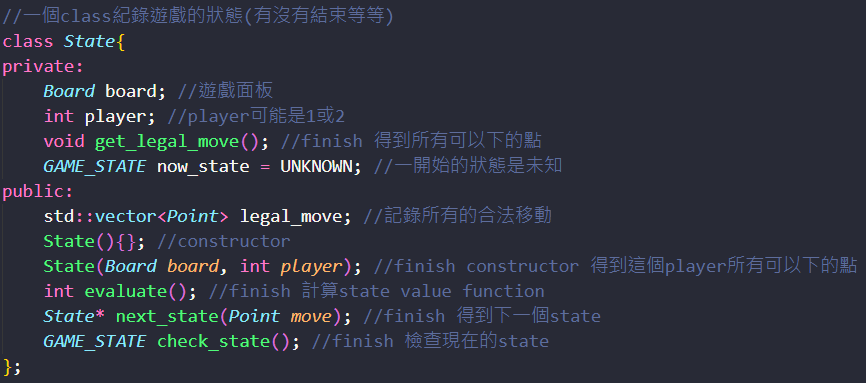 //一個class紀錄遊戲的狀態(有沒有結束等等)
class State{
private:
    Board board; //遊戲面板
    int player; //player可能是1或2
    void get_legal_move(); //finish 得到所有可以下的點
    GAME_STATE now_state = UNKNOWN; //一開始的狀態是未知
public:
    std::vector<Point> legal_move; //記錄所有的合法移動
    State(){}; //constructor
    State(Board board, int player); //finish constructor 得到這個player所有可以下的點
    int evaluate(); //finish 計算state value function
    State* next_state(Point move); //finish 得到下一個state
    GAME_STATE check_state(); //finish 檢查現在的state
};